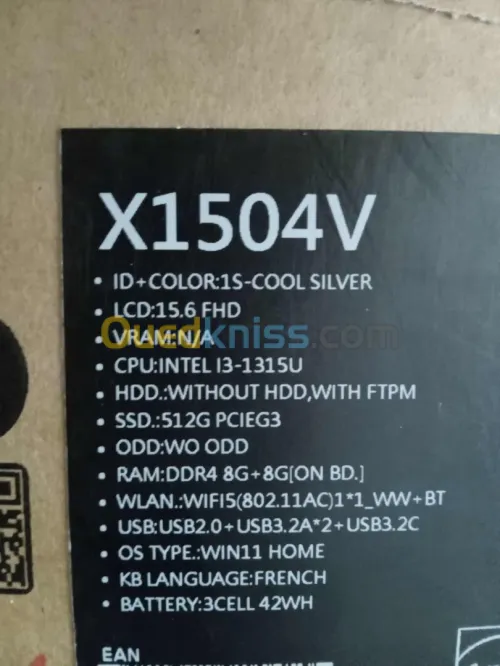 X1504V
• ID+COLOR:1S-COOL SILVER
• LCD:15.6 FHD
Ouedkniss.com
• VRAM:N/A
• CPU:INTEL I3-1315U
• HDD.:WITHOUT HDD,WITH FTPM
• SSD.:512G PCIEG3
• ODD:WO ODD
• RAM:DDR4 8G+8G[ON BD.]
• WLAN.:WIFI5(802.11AC)1*1_WW+BT
• USB:USB2.0+USB3.2A*2+USB3.2C
• OS TYPE.:WIN11 HOME
• KB LANGUAGE:FRENCH
• BATTERY:3CELL 42WH
EAN